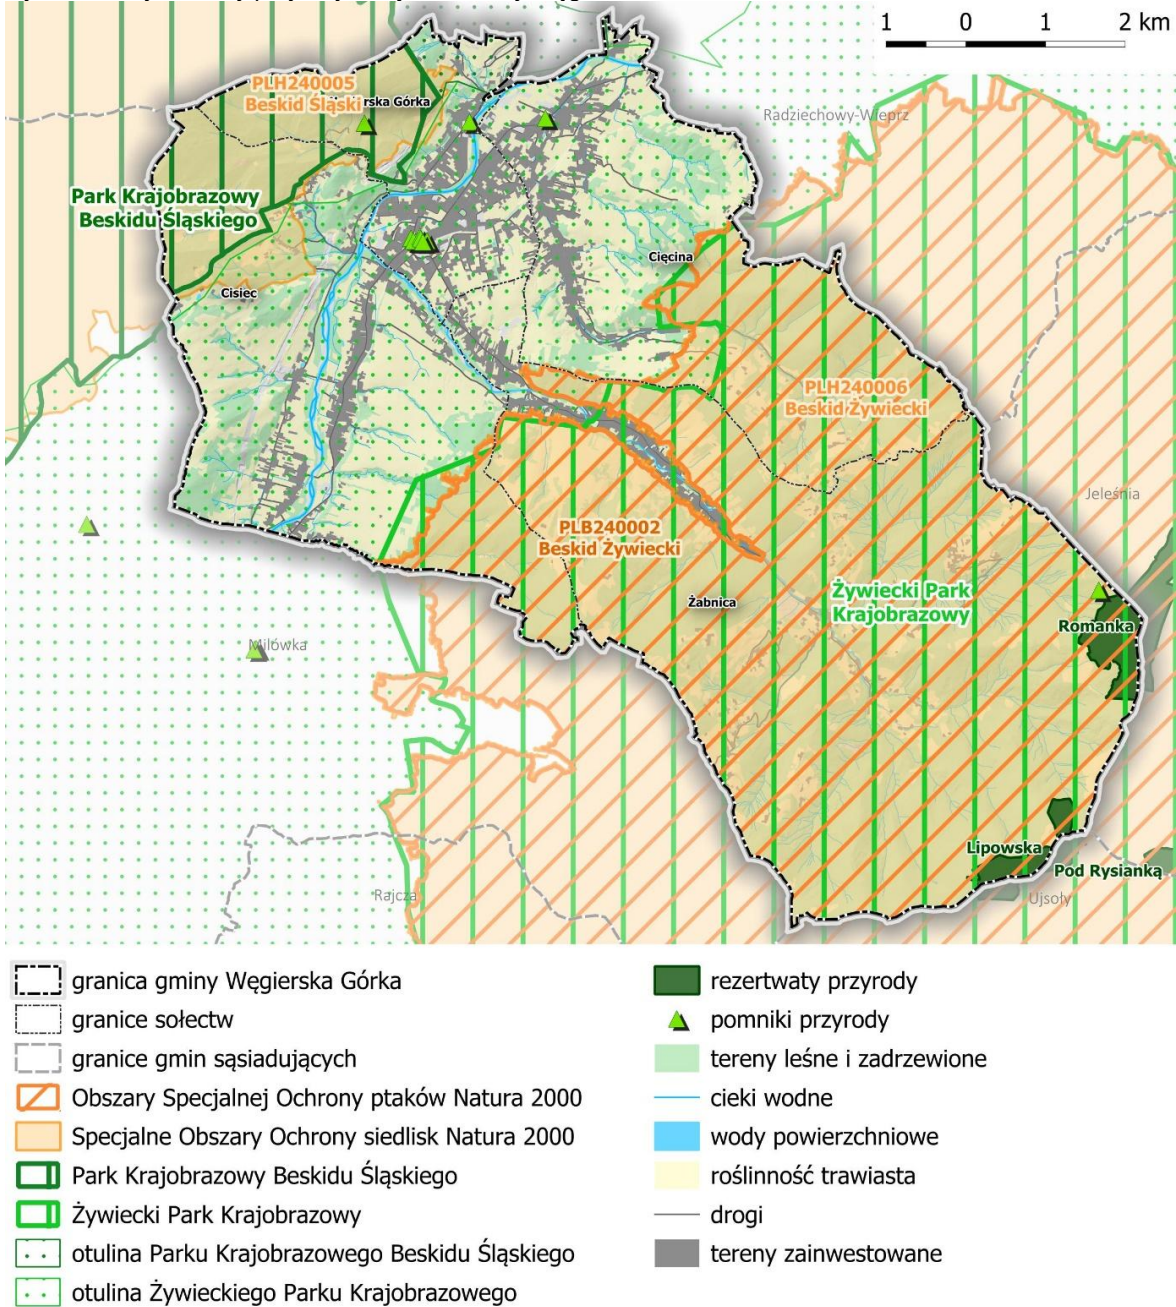 1 0 1 2 km
PLH240005
Beskid Śląski
rska Górka
Radziechowy-Wieprz
Park Krajobrazowy
Beskidu Śląskiego
Cięcina
Cisiec
PLH240006
Beskid Żywiecki
Jeleśnia
PLB240002
Beskid Żywiecki
Żabnica
Żywiecki Park
Krajobrazowy
Romanka
Milówka
Lipowska
Pod Rysianką
Rajcza
Ujsoły
granica gminy Węgierska Górka
granice sołectw
granice gmin sąsiadujących
Obszary Specjalnej Ochrony ptaków Natura 2000
Specjalne Obszary Ochrony siedlisk Natura 2000
Park Krajobrazowy Beskidu Śląskiego
Żywiecki Park Krajobrazowy
otulina Parku Krajobrazowego Beskidu Śląskiego
otulina Żywieckiego Parku Krajobrazowego
rezertwaty przyrody
pomniki przyrody
tereny leśne i zadrzewione
cieki wodne
wody powierzchniowe
roślinność trawiasta
drogi
tereny zainwestowane